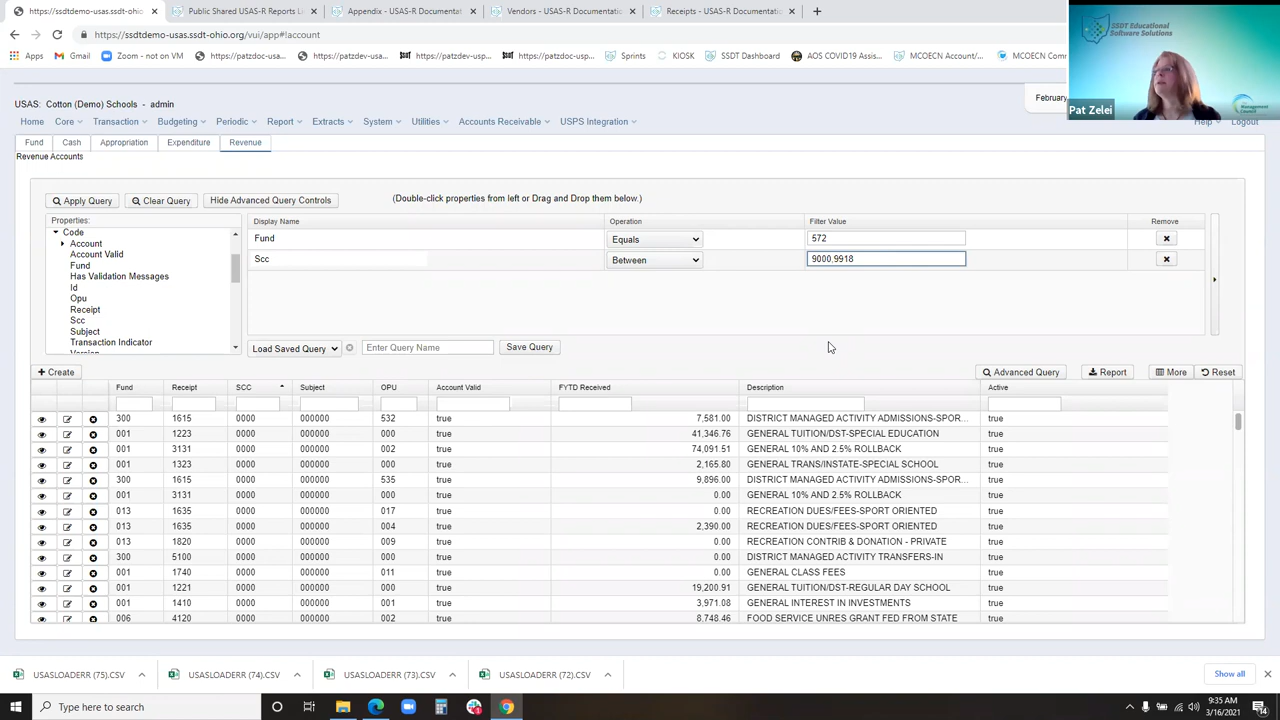 https://ssdtdemo-usas.ssdt-ohio.org/ Public Shared USAS-R Reports Li Appendix - USAS-R Documentat Vendors - USAS-R Documentation Receipts - USAS-R Documentation
https://ssdtdemo-usas.ssdt-ohio.org/vui/app#!account
Apps Gmail Zoom - not on VM https://patzdoc-usa... https://patzdev-usa... https://patzdoc-usp... https://patzdev-usp... Sprints KIOSK SSDT Dashboard AOS COVID19 Assis... MCOECN Account/... MCOECN Comm
SSDT Educational
Software Solutions
Management
Council
Pat Zelei
USAS: Cotton (Demo) Schools - admin
February
Home Core Transaction Budgeting Periodic Report Extracts System Utilities Accounts Receivable USPS Integration Help Logout
Fund Cash Appropriation Expenditure Revenue
Revenue Accounts
Apply Query Clear Query Hide Advanced Query Controls (Double-click properties from left or Drag and Drop them below.)
Properties:
Code
Account
Account Valid
Fund
Has Validation Messages
Id
Opu
Receipt
Scc
Subject
Transaction Indicator
Display Name Operation Filter Value Remove
Fund Equals 572
Scc Between 9000,9918
Load Saved Query Enter Query Name Save Query
+ Create Advanced Query Report More Reset
Fund Receipt SCC Subject OPU Account Valid FYTD Received Description Active
300 1615 0000 000000 532 true 7,581.00 DISTRICT MANAGED ACTIVITY ADMISSIONS-SPOR... true
001 1223 0000 000000 000 true 41,346.76 GENERAL TUITION/DST-SPECIAL EDUCATION true
001 3131 0000 000000 002 true 74,091.51 GENERAL 10% AND 2.5% ROLLBACK true
001 1323 0000 000000 000 true 2,165.80 GENERAL TRANS/INSTATE-SPECIAL SCHOOL true
300 1615 0000 000000 535 true 9,896.00 DISTRICT MANAGED ACTIVITY ADMISSIONS-SPOR... true
001 3131 0000 000000 000 true 0.00 GENERAL 10% AND 2.5% ROLLBACK true
013 1635 0000 000000 017 true 0.00 RECREATION DUES/FEES-SPORT ORIENTED true
013 1635 0000 000000 004 true 2,390.00 RECREATION DUES/FEES-SPORT ORIENTED true
013 1820 0000 000000 009 true 0.00 RECREATION CONTRIB & DONATION - PRIVATE true
300 5100 0000 000000 000 true 0.00 DISTRICT MANAGED ACTIVITY TRANSFERS-IN true
001 1740 0000 000000 011 true 0.00 GENERAL CLASS FEES true
001 1221 0000 000000 000 true 19,200.91 GENERAL TUITION/DST-REGULAR DAY SCHOOL true
001 1410 0000 000000 001 true 3,971.08 GENERAL INTEREST IN INVESTMENTS true
006 4120 0000 000000 002 true 8,748.46 FOOD SERVICE UNRES GRANT FED FROM STATE true
USASLOADERR (75).CSV USASLOADERR (74).CSV USASLOADERR (73).CSV USASLOADERR (72).CSV Show all
Type here to search
9:35 AM
3/16/2021
14